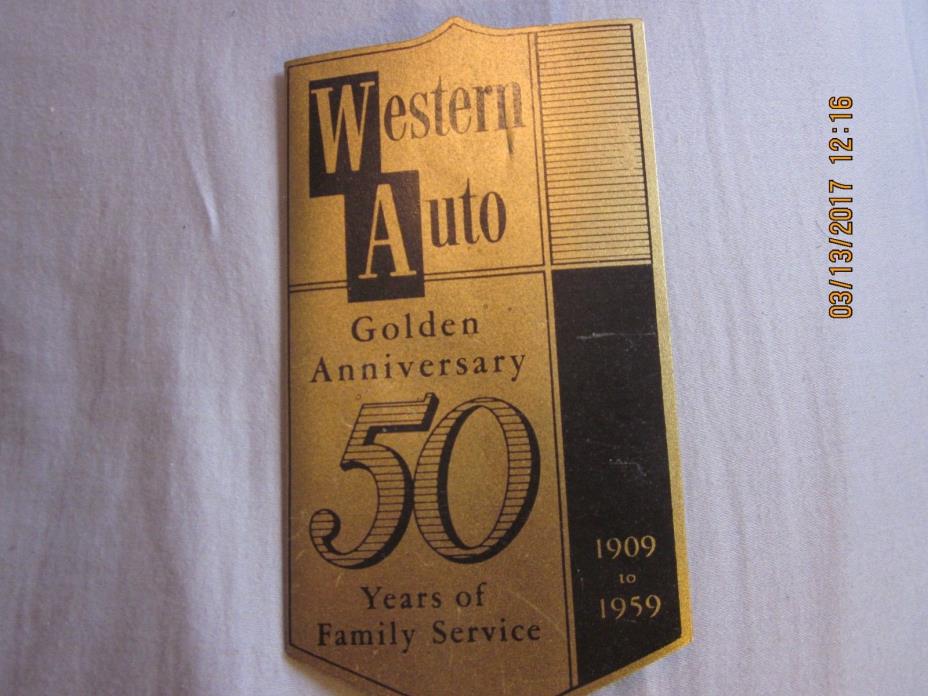 Western
Auto
Golden
Anniversary
50
Years of
Family Service
1909
to
1959
03/13/2017 12:16